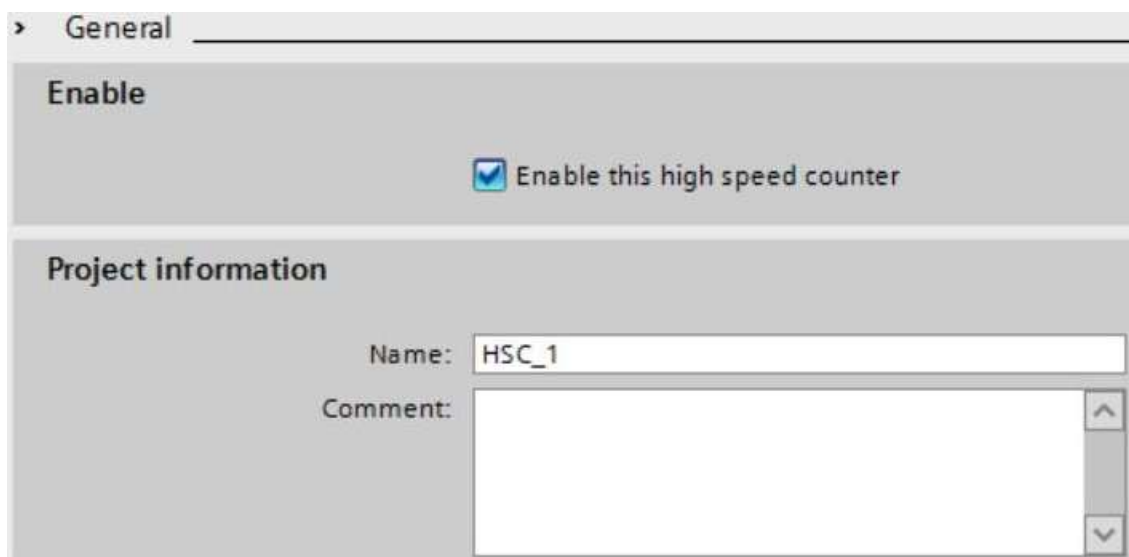 General
Enable
Enable this high speed counter
Project information
Name: HSC_1
Comment: